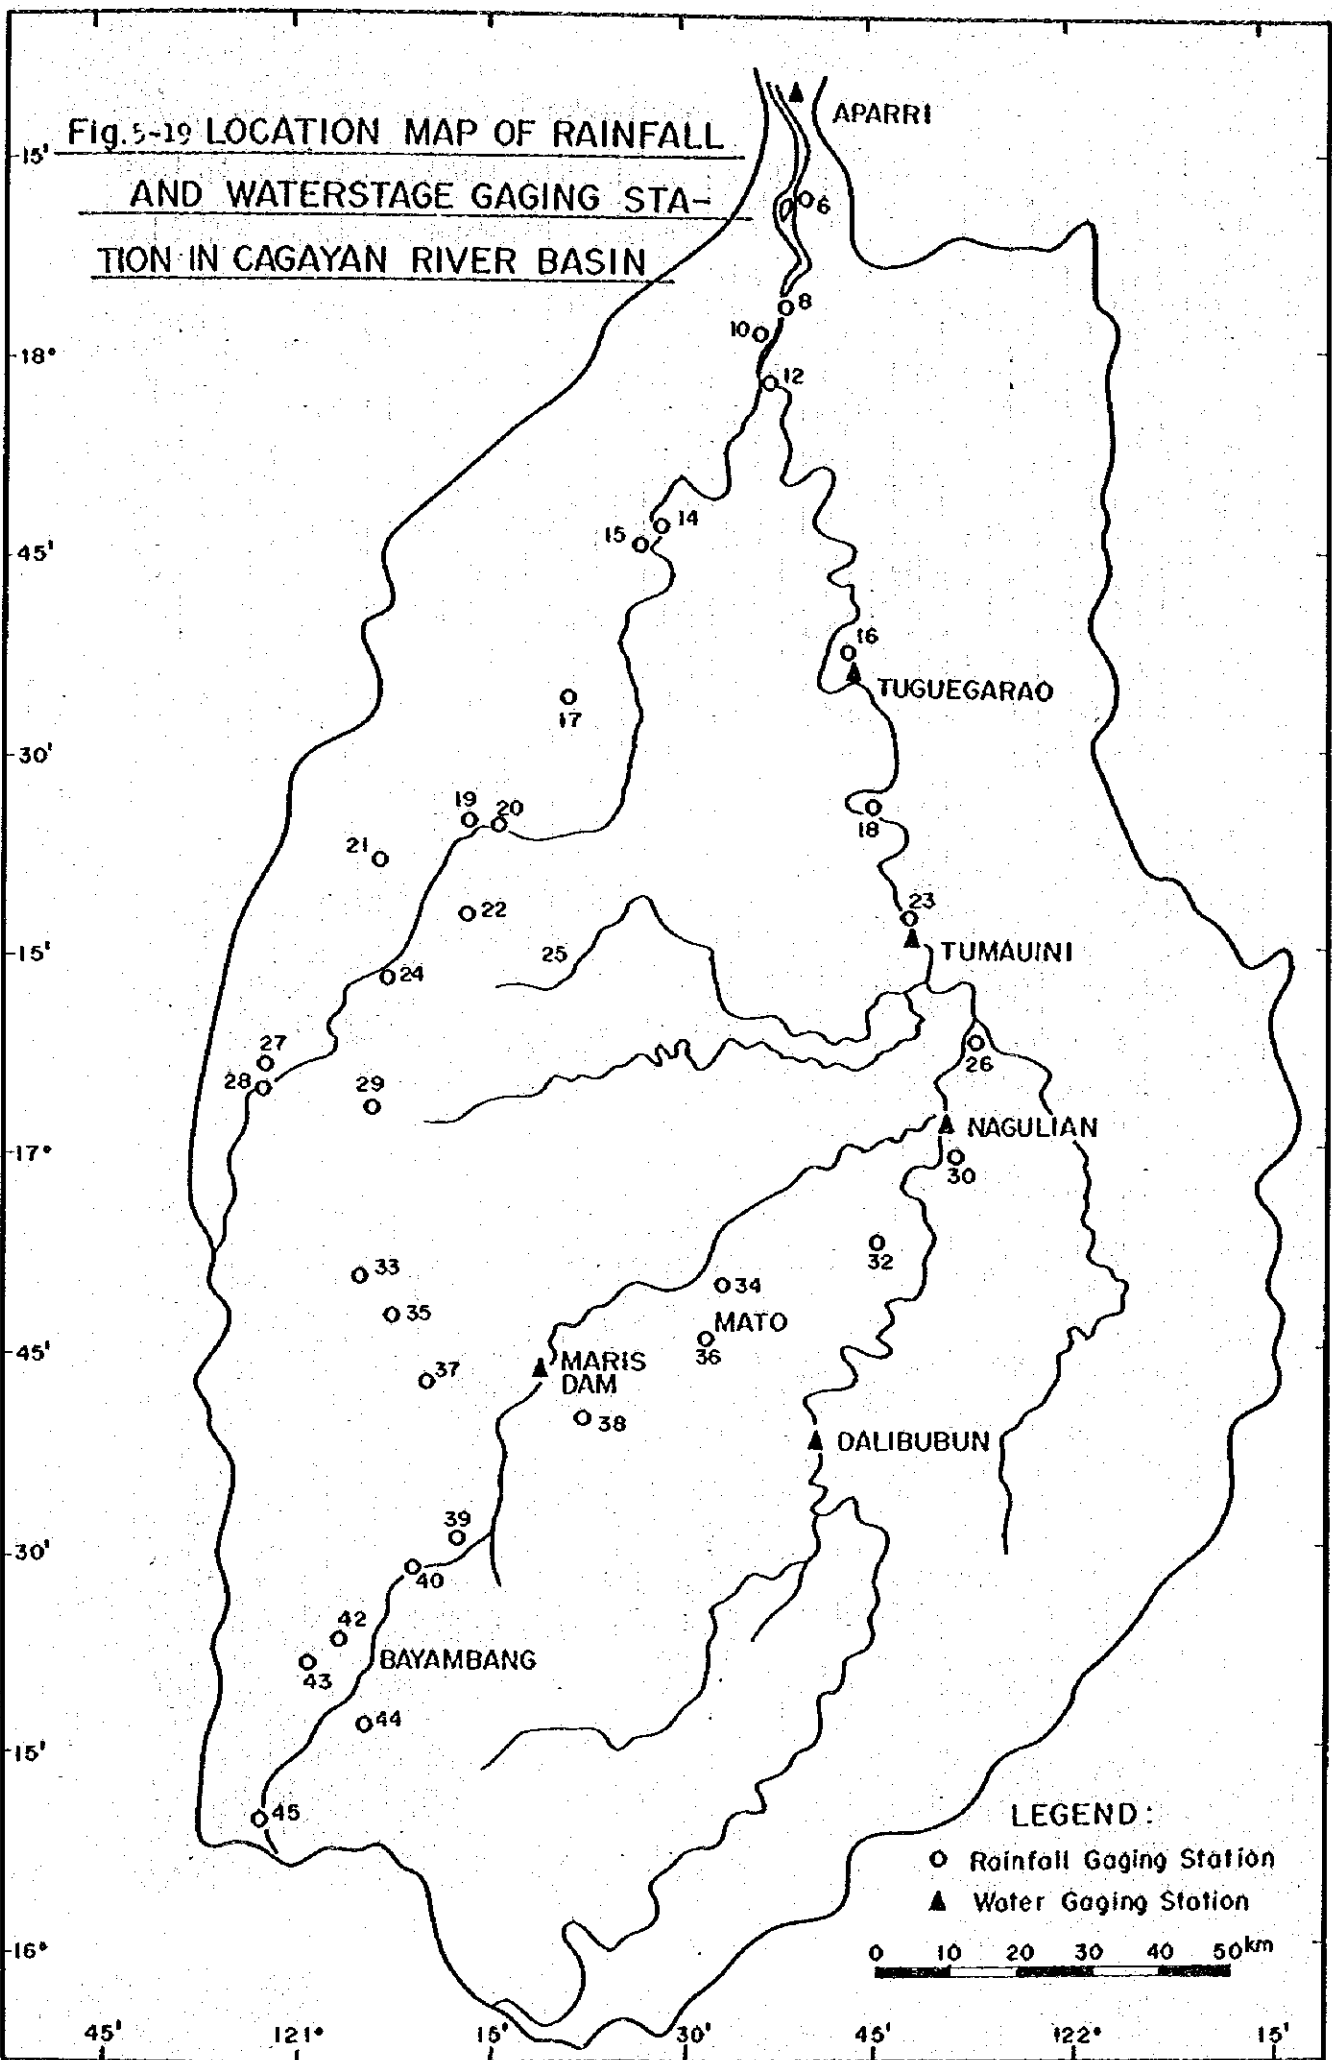 Fig.5-19 LOCATION MAP OF RAINFALL
AND WATERSTAGE GAGING STA-
TION IN CAGAYAN RIVER BASIN
APARRI
15'
6
8
10
18°
12
14
15
45'
16
TUGUEGARAO
17
30'
19
20
18
21
22
23
25
15'
TUMAUINI
24
27
26
28
29
NAGULIAN
17°
30
32
33
34
35
MATO
45'
36
37
MARIS
DAM
38
DALIBUBUN
39
30'
40
42
BAYAMBANG
43
44
15'
45
LEGEND:
Rainfall Gaging Station
Water Gaging Station
16°
0 10 20 30 40 50km
45' 121° 15' 30' 45' 122° 15'